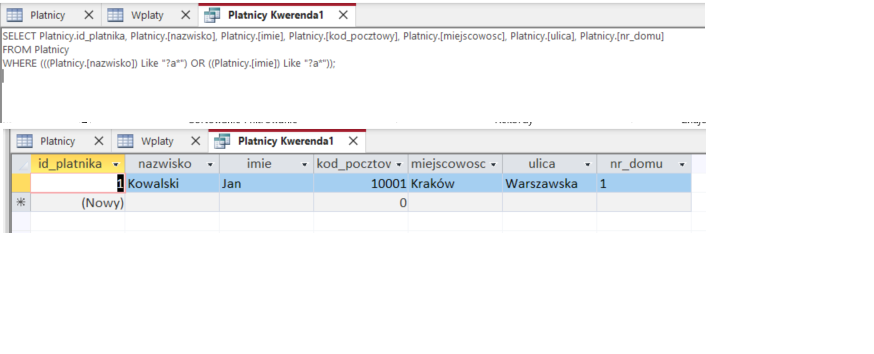 Platnicy Wplaty Platnicy Kwerenda1
SELECT Platnicy.id_platnika, Platnicy.[nazwisko], Platnicy.[imie], Platnicy.[kod_pocztowy], Platnicy.[miejscowosc], Platnicy.[ulica], Platnicy.[nr_domu]
FROM Platnicy
WHERE (((Platnicy.[nazwisko]) Like "?a*") OR ((Platnicy.[imie]) Like "?a*"));
Platnicy Wplaty Platnicy Kwerenda1
id_platnika nazwisko imie kod_pocztov miejscowosc ulica nr_domu
1 Kowalski Jan 10001 Kraków Warszawska 1
(Nowy) 0